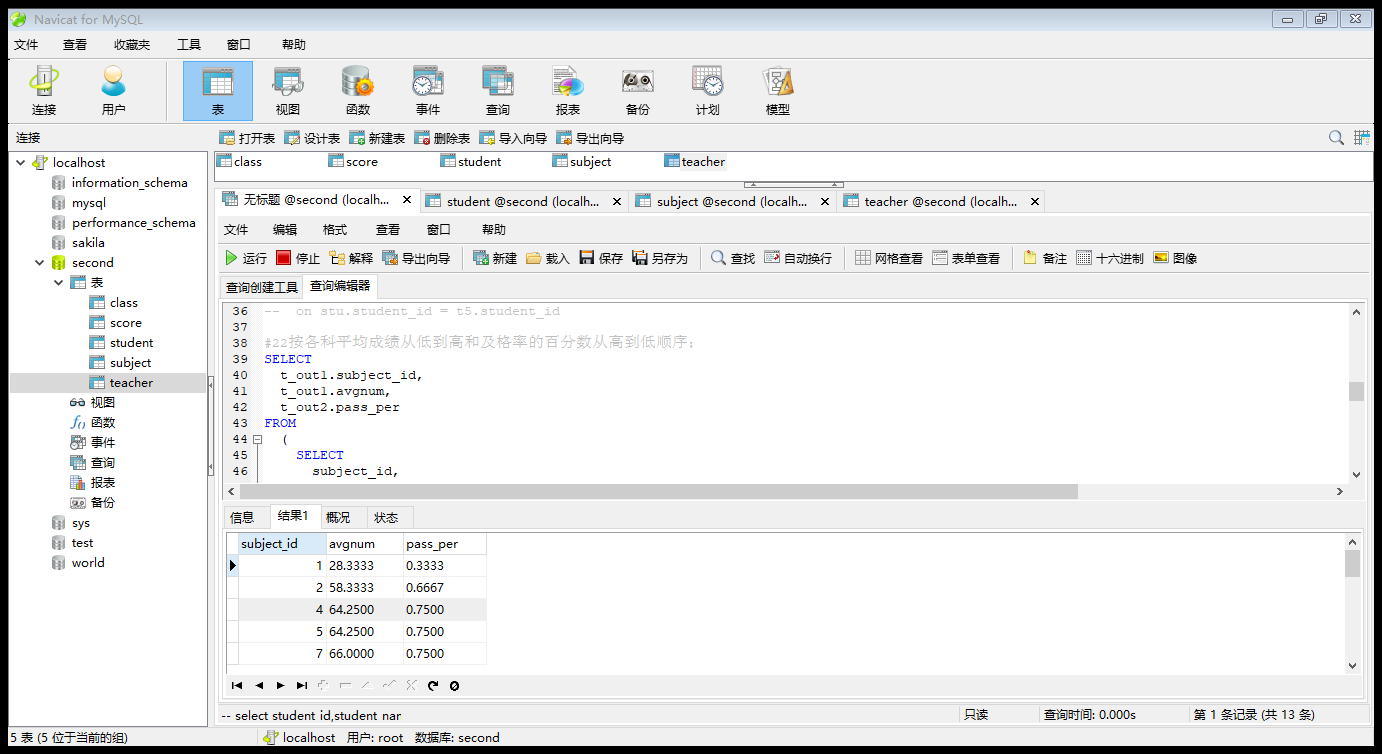 Navicat for MySQL
文件 查看 收藏夹 工具 窗口 帮助
连接 用户 表 视图 函数 事件 查询 报表 备份 计划 模型
连接
打开表 设计表 新建表 删除表 导入向导 导出向导
class score student subject teacher
localhost
information_schema
mysql
performance_schema
sakila
second
表
class
score
student
subject
teacher
视图
函数
事件
查询
报表
备份
sys
test
world
无标题 @second (localh... student @second (localh... subject @second (localh... teacher @second (localh...
文件 编辑 格式 查看 窗口 帮助
运行 停止 解释 导出向导 新建 载入 保存 另存为 查找 自动换行 网格查看 表单查看 备注 十六进制 图像
查询创建工具 查询编辑器
36 -- on stu.student_id = t5.student_id
37
38 #22按各科平均成绩从低到高和及格率的百分数从高到低顺序;
39 SELECT
40 t_out1.subject_id,
41 t_out1.avgnum,
42 t_out2.pass_per
43 FROM
44 (
45 SELECT
46 subject_id,
信息 结果1 概况 状态
subject_id avgnum pass_per
1 28.3333 0.3333
2 58.3333 0.6667
4 64.2500 0.7500
5 64.2500 0.7500
7 66.0000 0.7500
-- select student id,student nar 只读 查询时间: 0.000s 第 1 条记录 (共 13 条)
5 表 (5 位于当前的组) localhost 用户: root 数据库: second